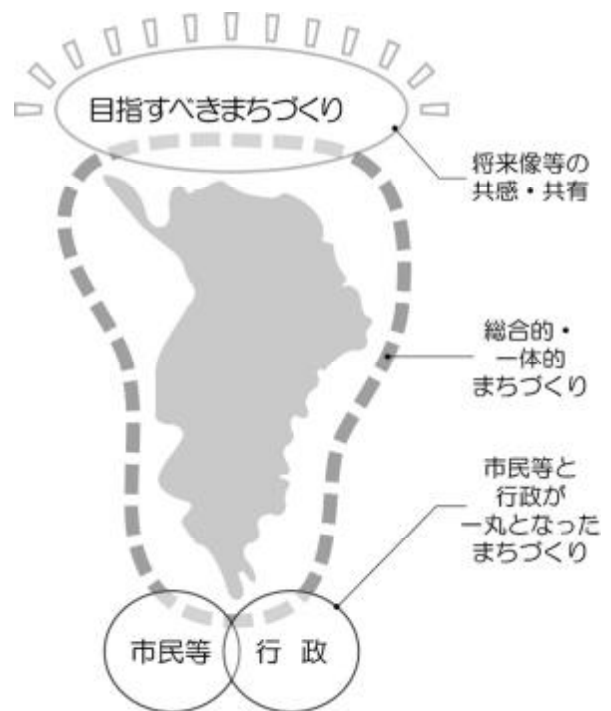 目指すべきまちづくり
将来像等の
共感・共有
総合的・
一体的
まちづくり
市民等と
行政が
一丸となった
まちづくり
市民等
行 政